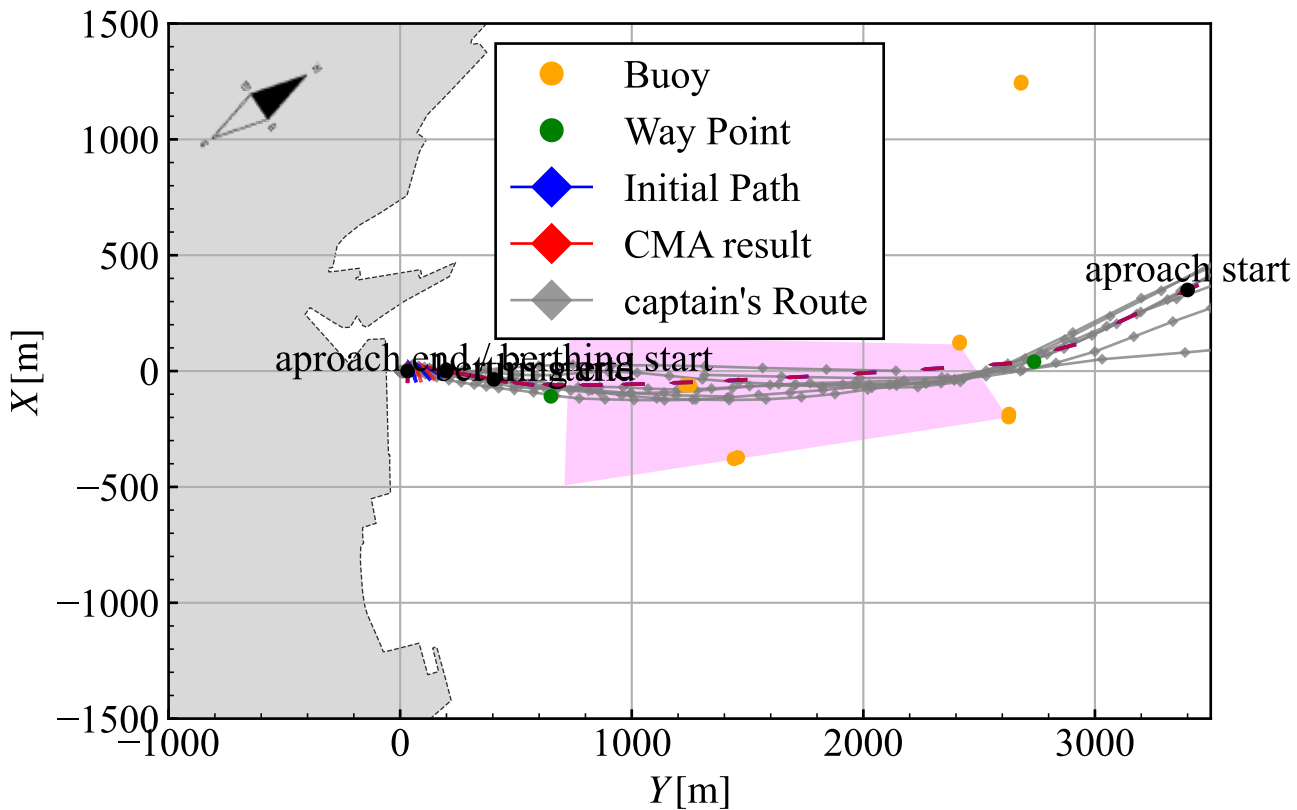 1500
1000
500
0
−500
−1000
−1500
X [m]
Buoy
Way Point
Initial Path
CMA result
captain's Route
aproach start
aproach end / berthing start
−1000
0
1000
2000
3000
Y [m]